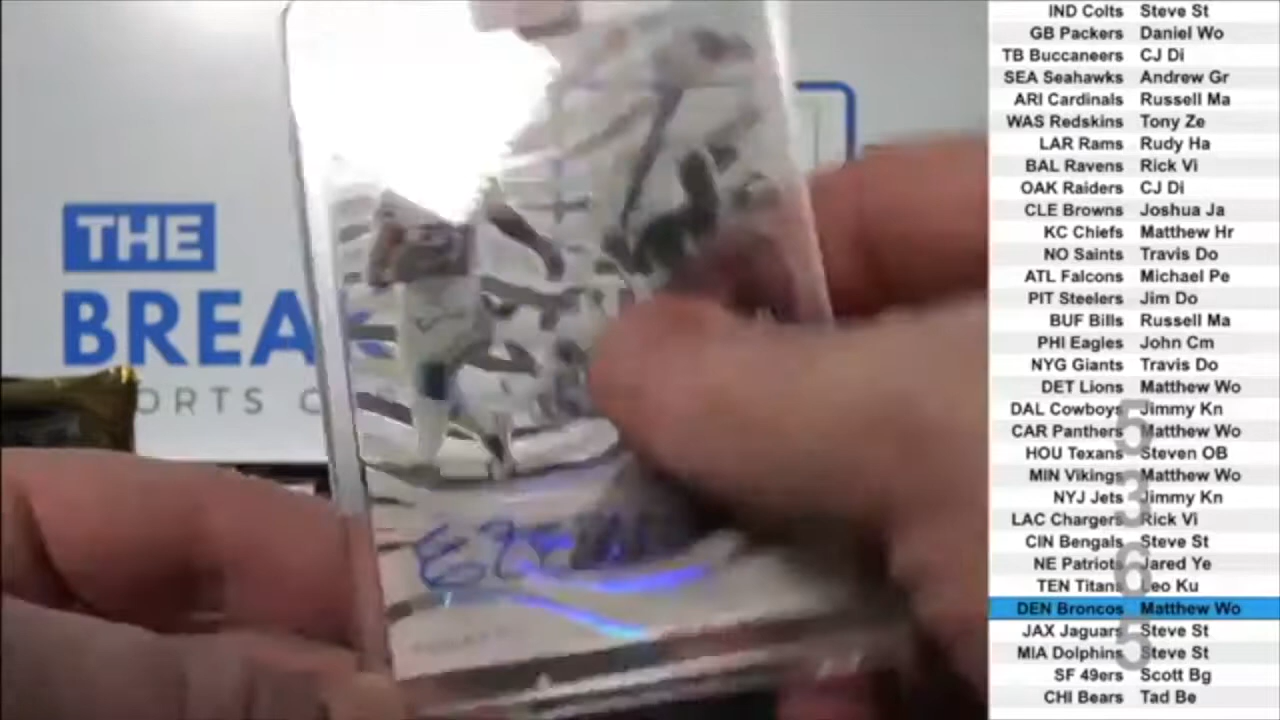 THE
BREA
ORTS C
IND Colts Steve St
GB Packers Daniel Wo
TB Buccaneers CJ Di
SEA Seahawks Andrew Gr
ARI Cardinals Russell Ma
WAS Redskins Tony Ze
LAR Rams Rudy Ha
BAL Ravens Rick Vi
OAK Raiders CJ Di
CLE Browns Joshua Ja
KC Chiefs Matthew Hr
NO Saints Travis Do
ATL Falcons Michael Pe
PIT Steelers Jim Do
BUF Bills Russell Ma
PHI Eagles John Cm
NYG Giants Travis Do
DET Lions Matthew Wo
DAL Cowboys Jimmy Kn
CAR Panthers Matthew Wo
HOU Texans Steven OB
MIN Vikings Matthew Wo
NYJ Jets Jimmy Kn
LAC Chargers Rick Vi
CIN Bengals Steve St
NE Patriots Jared Ye
TEN Titans Leo Ku
DEN Broncos Matthew Wo
JAX Jaguars Steve St
MIA Dolphins Steve St
SF 49ers Scott Bg
CHI Bears Tad Be
5365